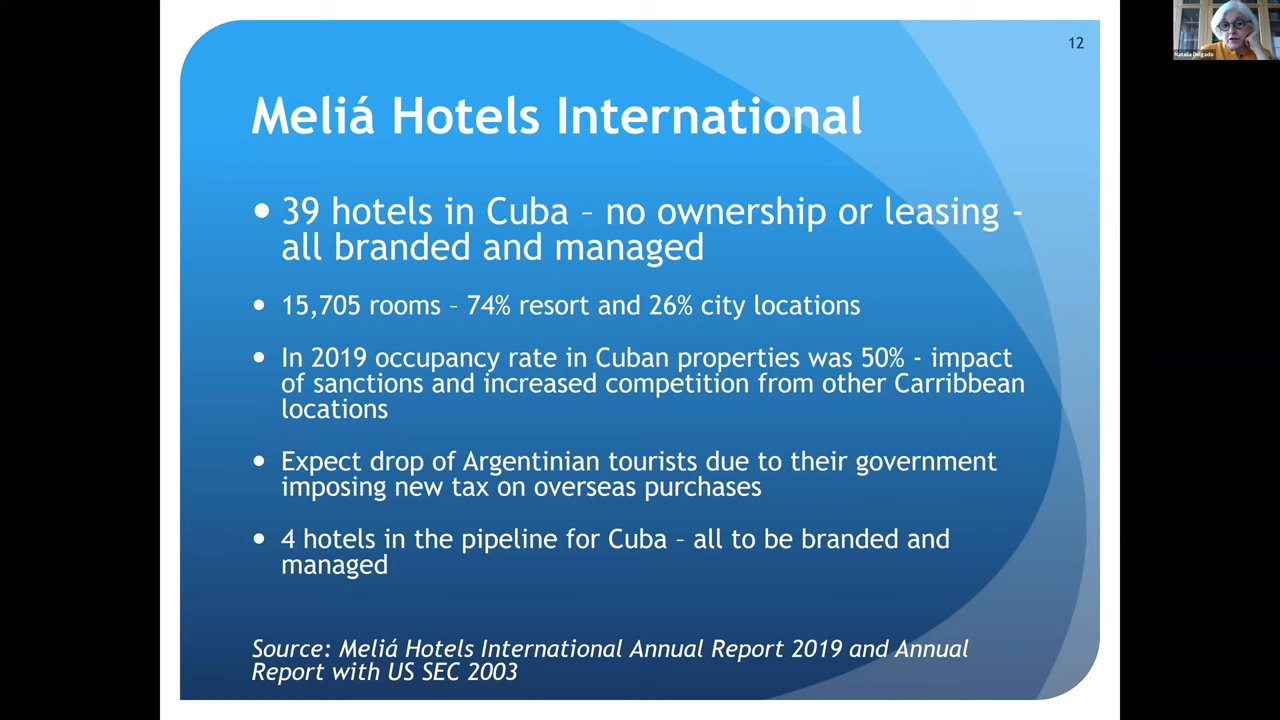 12
Natalia Delgado
Meliá Hotels International
• 39 hotels in Cuba – no ownership or leasing -
all branded and managed
• 15,705 rooms – 74% resort and 26% city locations
• In 2019 occupancy rate in Cuban properties was 50% - impact
of sanctions and increased competition from other Carribbean
locations
• Expect drop of Argentinian tourists due to their government
imposing new tax on overseas purchases
• 4 hotels in the pipeline for Cuba – all to be branded and
managed
Source: Meliá Hotels International Annual Report 2019 and Annual
Report with US SEC 2003